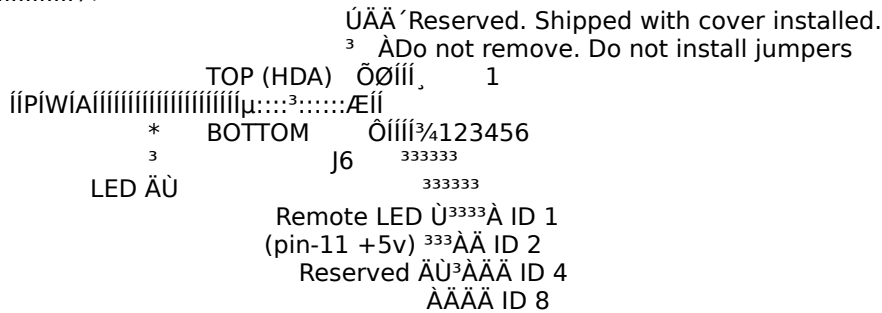 ÚÄÄ´Reserved. Shipped with cover installed.
³ ÀDo not remove. Do not install jumpers
TOP (HDA) ÕØÍÍÍ¸ 1
ÍÍPÍWÍAÍÍÍÍÍÍÍÍÍÍÍÍÍÍÍÍÍÍÍÍÍµ::::³::::::ÆÍÍ
* BOTTOM ÔÍÍÍÍ¾123456
³ J6 ³³³³³³
LED ÄÙ ³³³³³³
Remote LED Ù³³³³À ID 1
(pin-11 +5v) ³³³ÀÄ ID 2
Reserved ÄÙ³ÀÄÄ ID 4
ÀÄÄÄ ID 8